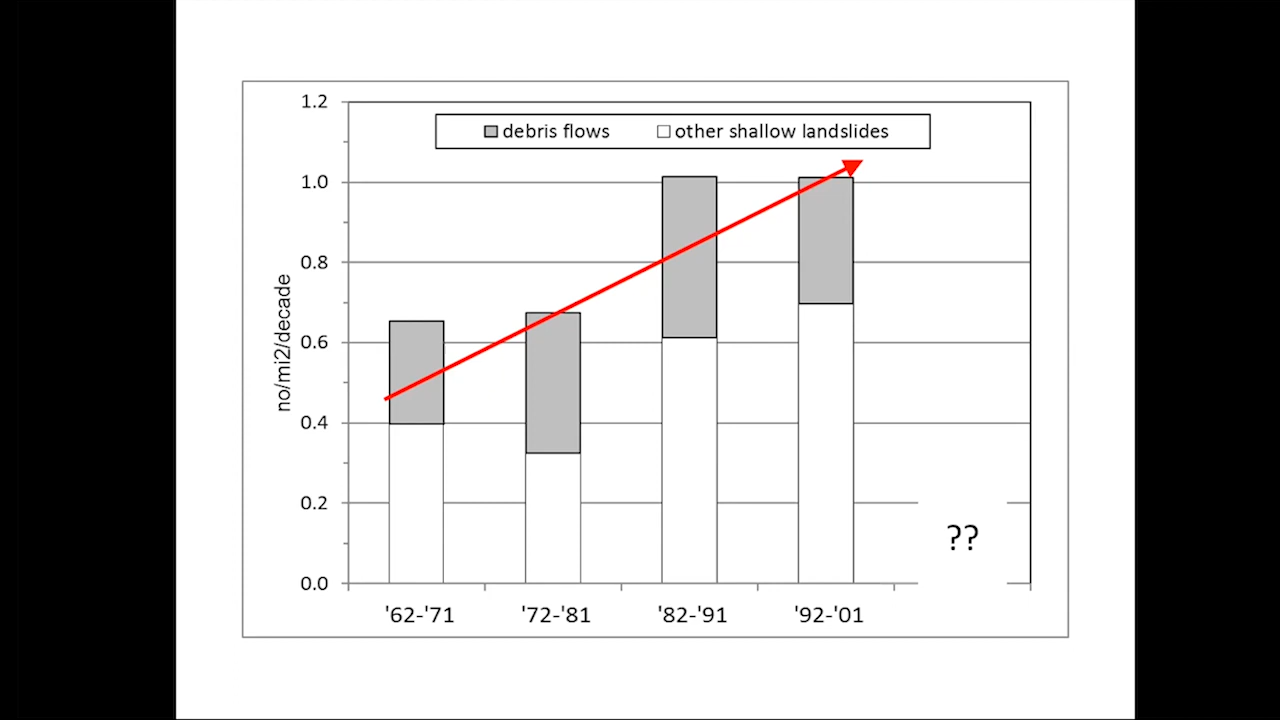 1.2
debris flows other shallow landslides
1.0
0.8
0.6
0.4
0.2
0.0
no/mi2/decade
??
'62-'71 '72-'81 '82-'91 '92-'01